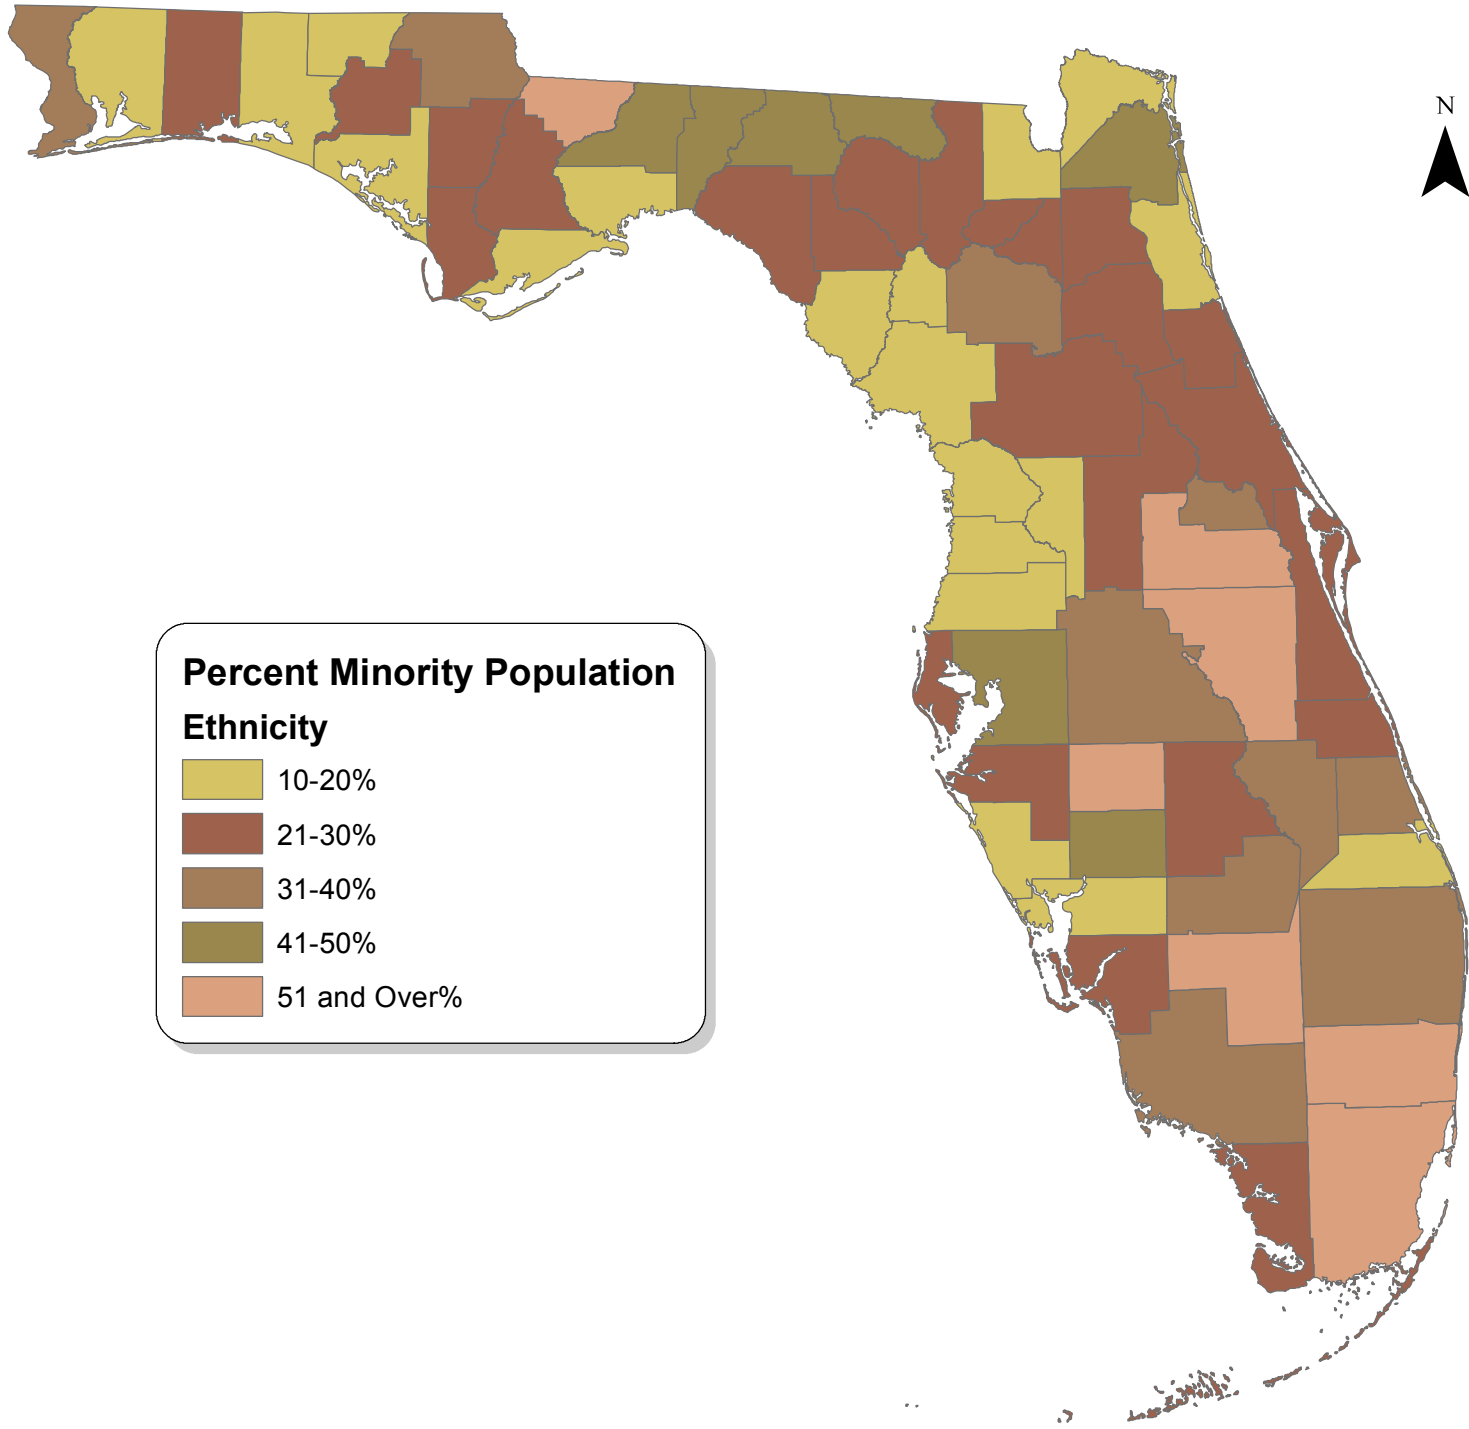 N
Percent Minority Population
Ethnicity
10-20%
21-30%
31-40%
41-50%
51 and Over%